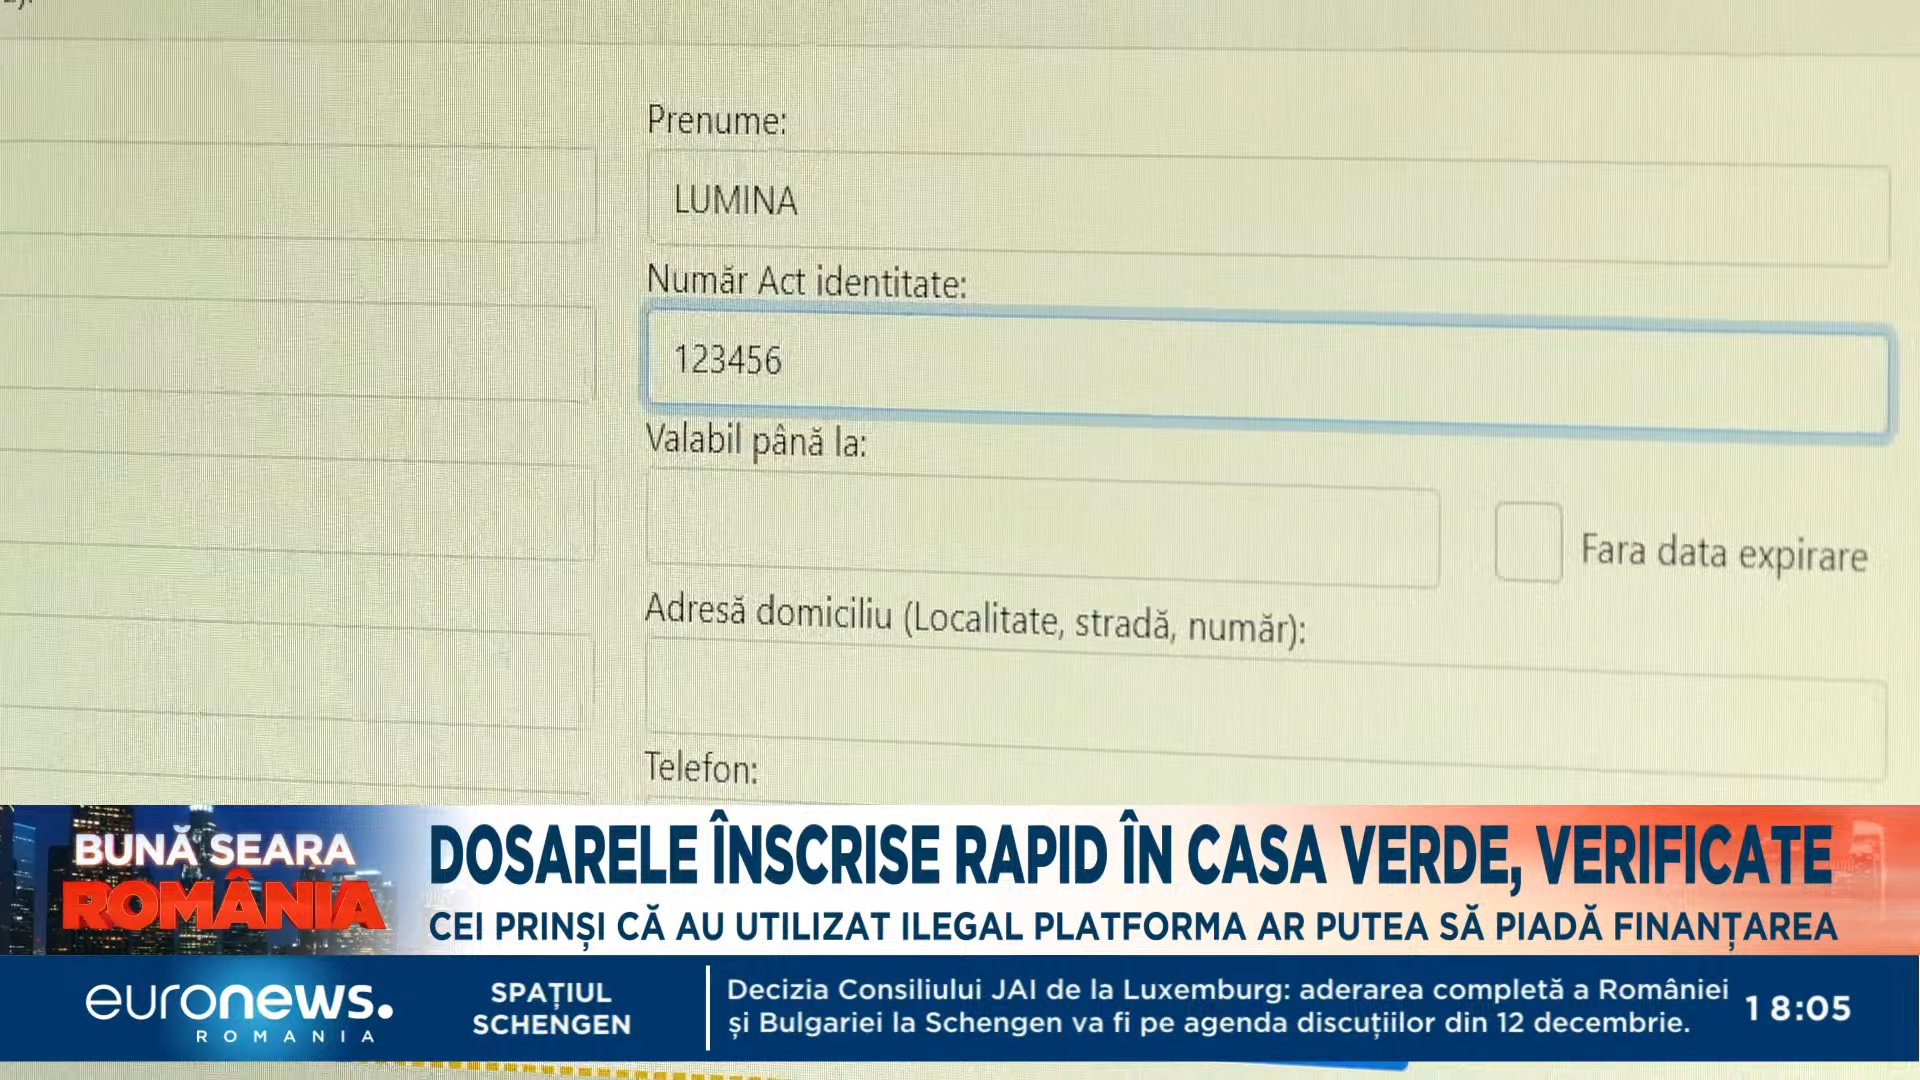 Prenume:
LUMINA
Număr Act identitate:
123456
Valabil până la:
Fara data expirare
Adresă domiciliu (Localitate, stradă, număr):
Telefon:
BUNĂ SEARA
ROMÂNIA
DOSARELE ÎNSCRISE RAPID ÎN CASA VERDE, VERIFICATE
CEI PRINȘI CĂ AU UTILIZAT ILEGAL PLATFORMA AR PUTEA SĂ PIADĂ FINANȚAREA
euronews.
ROMANIA
SPAȚIUL
SCHENGEN
Decizia Consiliului JAI de la Luxemburg: aderarea completă a României
și Bulgariei la Schengen va fi pe agenda discuțiilor din 12 decembrie.
18:05